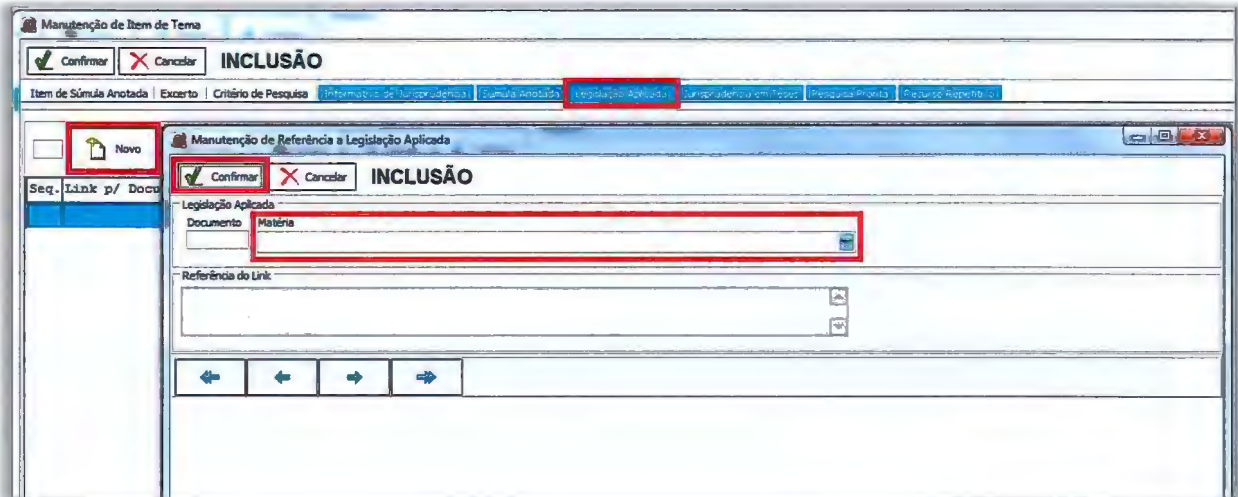 Manutenção de Item de Tema
Confirmar Cancelar INCLUSÃO
Item de Súmula Anotada Excerto Critério de Pesquisa Informativo de Jurisprudência Súmula Anotada Legislação Aplicada Jurisprudência em Teses Pesquisa Pronta Recurso Repetitivo
Novo
Seq. Link p/ Docu
Manutenção de Referência a Legislação Aplicada
Confirmar Cancelar INCLUSÃO
Legislação Aplicada
Documento Matéria
Referência do Link